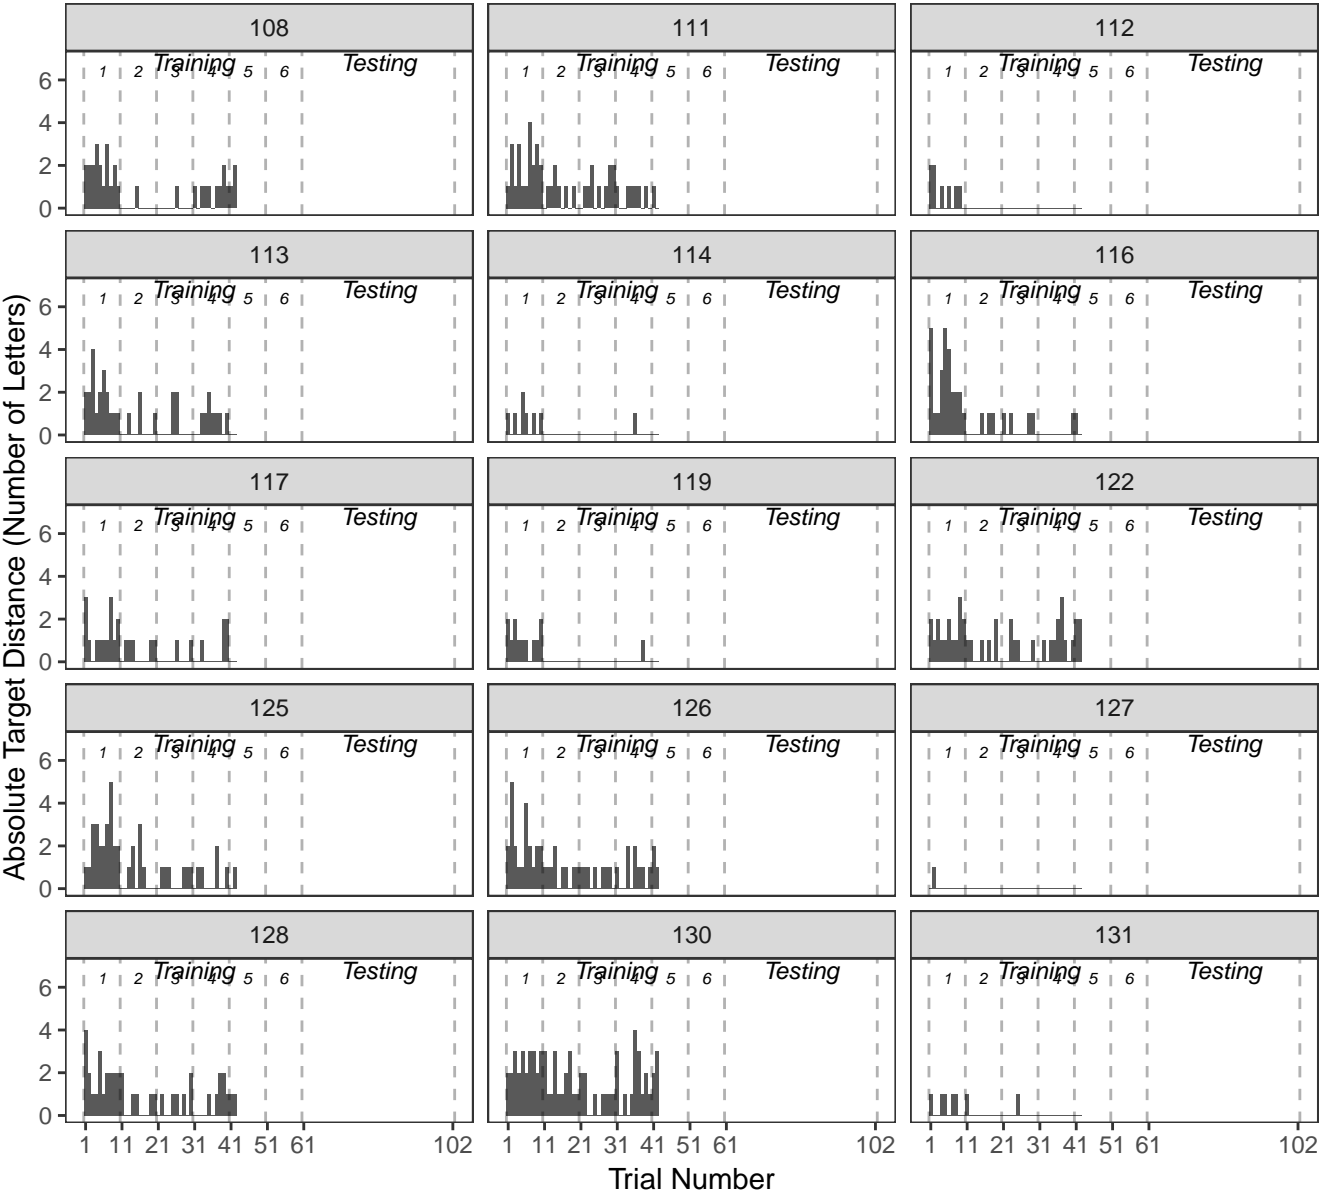 108 111 112
Training Testing Training Testing Training Testing
1 2 3 4 5 6 1 2 3 4 5 6 1 2 3 4 5 6
6
4
2
0
113 114 116
Training Testing Training Testing Training Testing
1 2 3 4 5 6 1 2 3 4 5 6 1 2 3 4 5 6
6
4
2
0
117 119 122
Training Testing Training Testing Training Testing
1 2 3 4 5 6 1 2 3 4 5 6 1 2 3 4 5 6
6
4
2
0
125 126 127
Training Testing Training Testing Training Testing
1 2 3 4 5 6 1 2 3 4 5 6 1 2 3 4 5 6
6
4
2
0
128 130 131
Training Testing Training Testing Training Testing
1 2 3 4 5 6 1 2 3 4 5 6 1 2 3 4 5 6
6
4
2
0
1 11 21 31 41 51 61 102 1 11 21 31 41 51 61 102 1 11 21 31 41 51 61 102
Trial Number
Absolute Target Distance (Number of Letters)